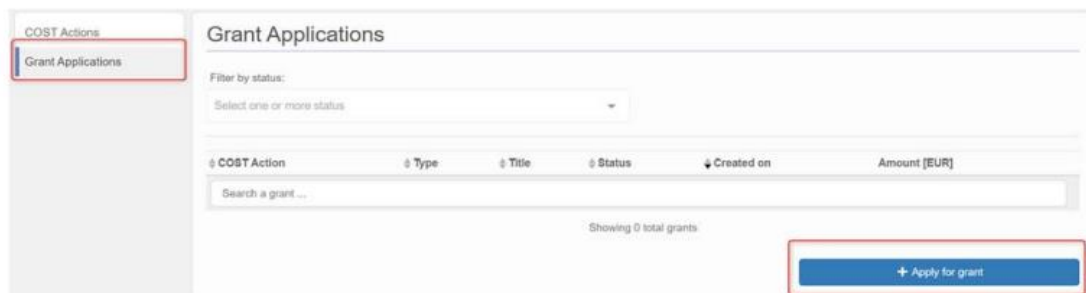 COST Actions
Grant Applications
Grant Applications
Filter by status:
Select one or more status
COST Action Type Title Status Created on Amount [EUR]
Search a grant ...
Showing 0 total grants
+ Apply for grant